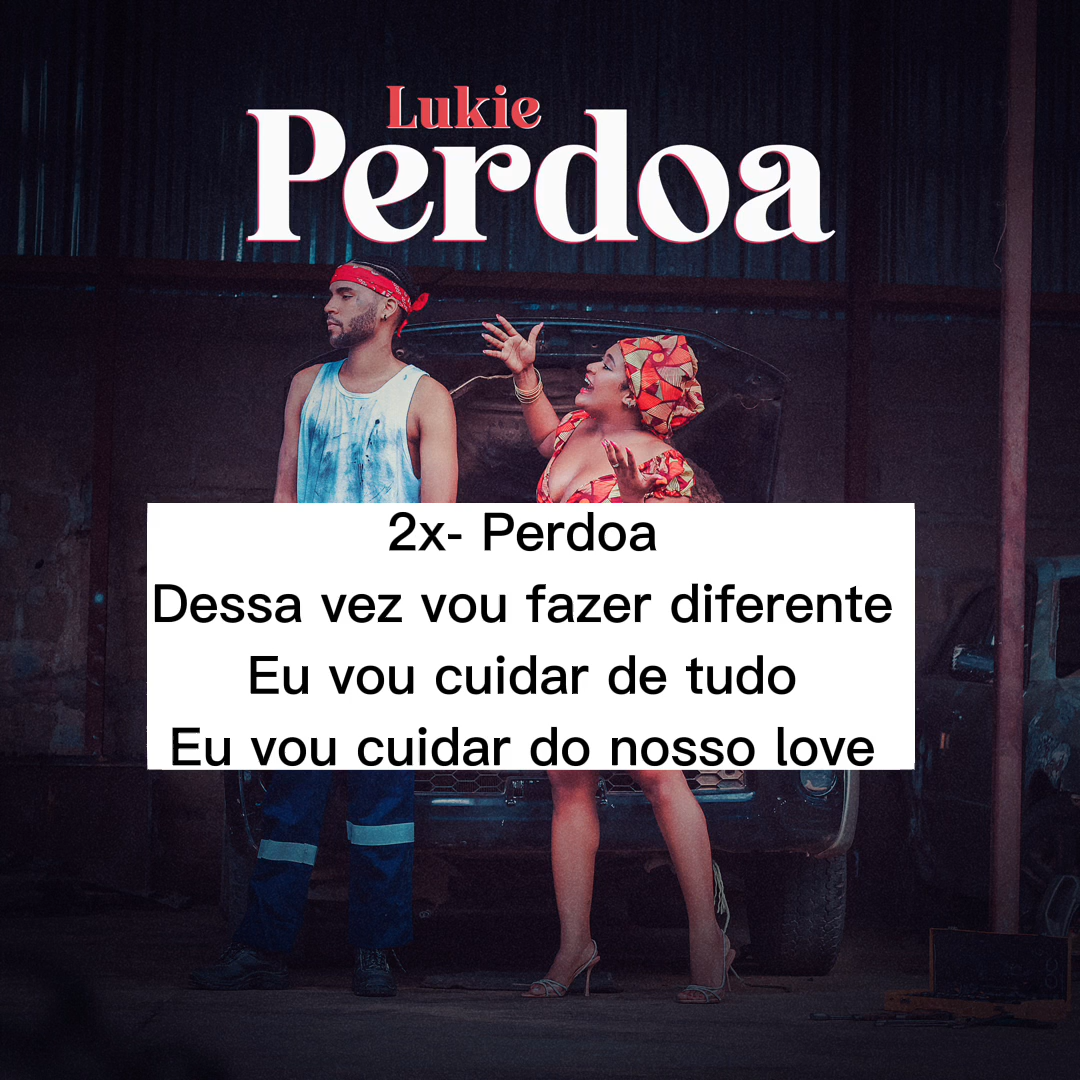 Lukie
Perdoa
2x- Perdoa
Dessa vez vou fazer diferente
Eu vou cuidar de tudo
Eu vou cuidar do nosso love